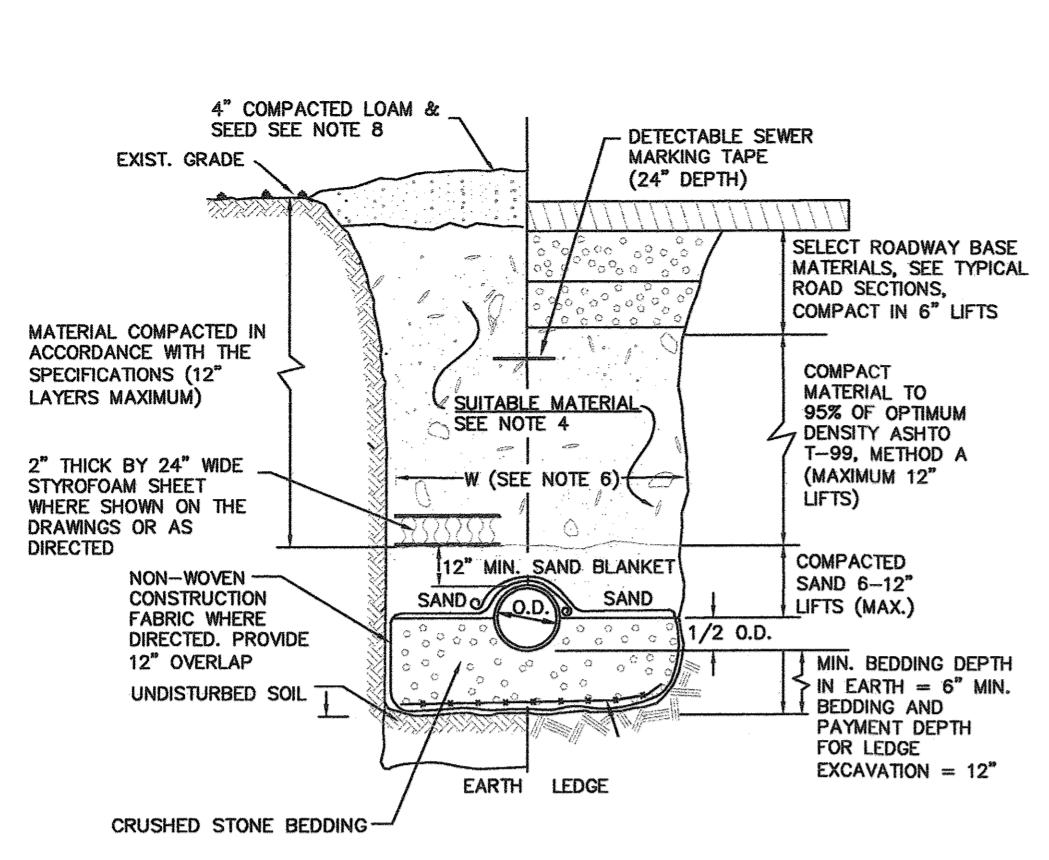 4" COMPACTED LOAM &
SEED SEE NOTE 8
EXIST. GRADE
DETECTABLE SEWER
MARKING TAPE
(24" DEPTH)
SELECT ROADWAY BASE
MATERIALS, SEE TYPICAL
ROAD SECTIONS,
COMPACT IN 6" LIFTS
MATERIAL COMPACTED IN
ACCORDANCE WITH THE
SPECIFICATIONS (12"
LAYERS MAXIMUM)
COMPACT
MATERIAL TO
95% OF OPTIMUM
DENSITY ASHTO
T-99, METHOD A
(MAXIMUM 12"
LIFTS)
SUITABLE MATERIAL
SEE NOTE 4
2" THICK BY 24" WIDE
STYROFOAM SHEET
WHERE SHOWN ON THE
DRAWINGS OR AS
DIRECTED
W (SEE NOTE 6)
12" MIN. SAND BLANKET
COMPACTED
SAND 6-12"
LIFTS (MAX.)
NON-WOVEN
CONSTRUCTION
FABRIC WHERE
DIRECTED. PROVIDE
12" OVERLAP
SAND
O.D.
SAND
1/2 O.D.
UNDISTURBED SOIL
MIN. BEDDING DEPTH
IN EARTH = 6" MIN.
BEDDING AND
PAYMENT DEPTH
FOR LEDGE
EXCAVATION = 12"
EARTH LEDGE
CRUSHED STONE BEDDING